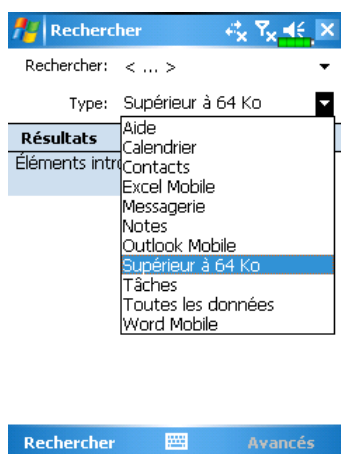 Rechercher
Rechercher: < ... >
Type: Supérieur à 64 Ko
Résultats
Éléments intr
Aide
Calendrier
Contacts
Excel Mobile
Messagerie
Notes
Outlook Mobile
Supérieur à 64 Ko
Tâches
Toutes les données
Word Mobile
Rechercher Avancés